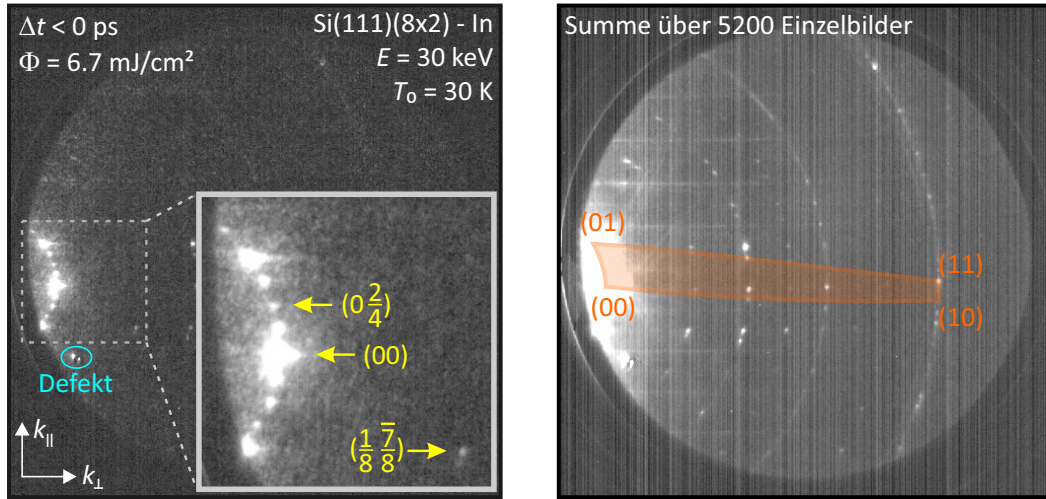 Δt < 0 ps
Φ = 6.7 mJ/cm²
Si(111)(8x2) - In
E = 30 keV
T₀ = 30 K
(0 2/4)
(00)
(1/8 7̅/8)
Defekt
k||
k⊥
Summe über 5200 Einzelbilder
(01)
(00)
(11)
(10)